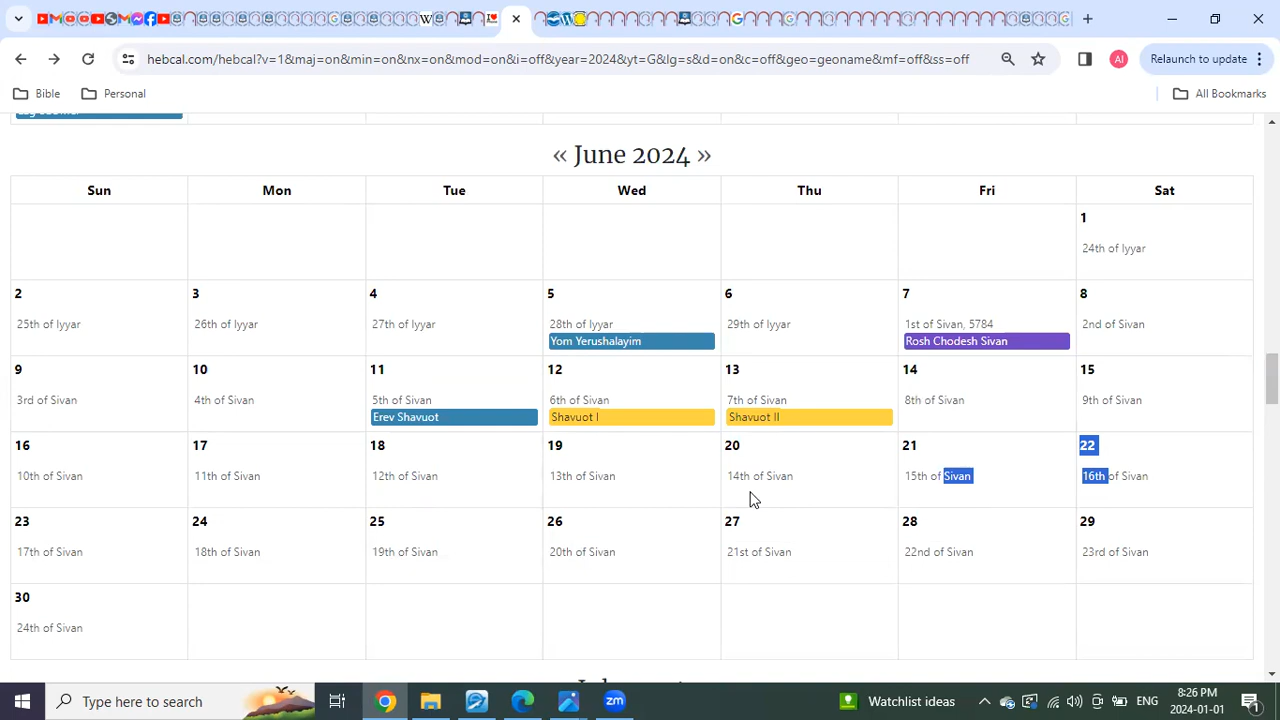 hebcal.com/hebcal?v=1&maj=on&min=on&nx=on&mod=on&i=off&year=2024&yt=G&lg=s&d=on&c=off&geo=geoname&mf=off&ss=off
AI
Relaunch to update
Bible
Personal
All Bookmarks
« June 2024 »
Sun Mon Tue Wed Thu Fri Sat
1
24th of Iyyar
2 3 4 5 6 7 8
25th of Iyyar 26th of Iyyar 27th of Iyyar 28th of Iyyar 29th of Iyyar 1st of Sivan, 5784 2nd of Sivan
Yom Yerushalayim Rosh Chodesh Sivan
9 10 11 12 13 14 15
3rd of Sivan 4th of Sivan 5th of Sivan 6th of Sivan 7th of Sivan 8th of Sivan 9th of Sivan
Erev Shavuot Shavuot I Shavuot II
16 17 18 19 20 21 22
10th of Sivan 11th of Sivan 12th of Sivan 13th of Sivan 14th of Sivan 15th of Sivan 16th of Sivan
23 24 25 26 27 28 29
17th of Sivan 18th of Sivan 19th of Sivan 20th of Sivan 21st of Sivan 22nd of Sivan 23rd of Sivan
30
24th of Sivan
Type here to search
zm
Watchlist ideas
ENG
8:26 PM
2024-01-01
1